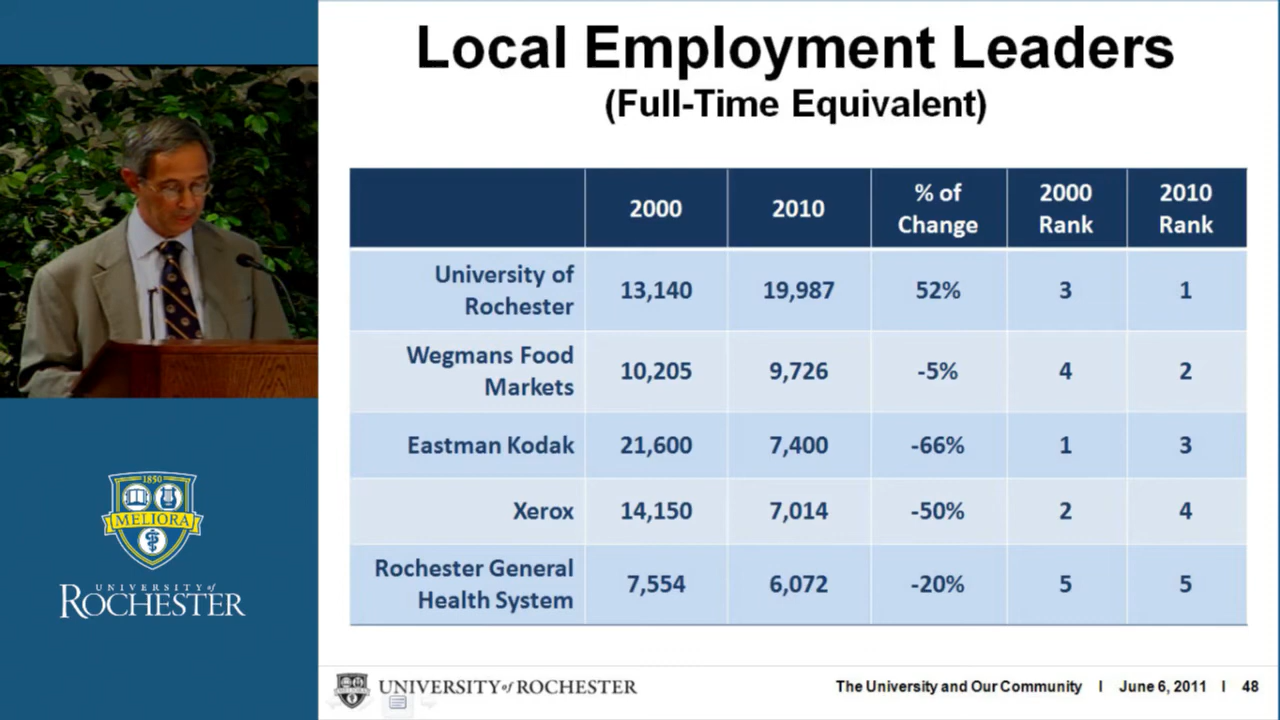 Local Employment Leaders
(Full-Time Equivalent)
2000 2010 % of Change 2000 Rank 2010 Rank
University of Rochester 13,140 19,987 52% 3 1
Wegmans Food Markets 10,205 9,726 -5% 4 2
Eastman Kodak 21,600 7,400 -66% 1 3
Xerox 14,150 7,014 -50% 2 4
Rochester General Health System 7,554 6,072 -20% 5 5
1850
MELIORA
UNIVERSITY of
ROCHESTER
UNIVERSITY of ROCHESTER
The University and Our Community I June 6, 2011 I 48